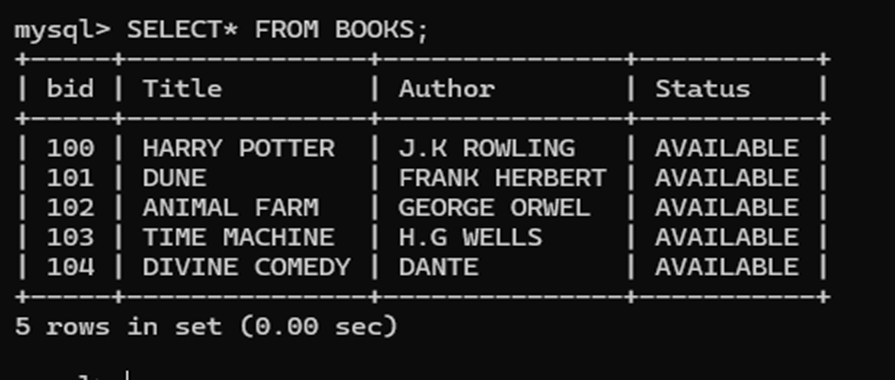 mysql> SELECT* FROM BOOKS;
+-----+---------------+---------------+-----------+
| bid | Title         | Author        | Status    |
+-----+---------------+---------------+-----------+
| 100 | HARRY POTTER  | J.K ROWLING   | AVAILABLE |
| 101 | DUNE          | FRANK HERBERT | AVAILABLE |
| 102 | ANIMAL FARM   | GEORGE ORWEL  | AVAILABLE |
| 103 | TIME MACHINE  | H.G WELLS     | AVAILABLE |
| 104 | DIVINE COMEDY | DANTE         | AVAILABLE |
+-----+---------------+---------------+-----------+
5 rows in set (0.00 sec)